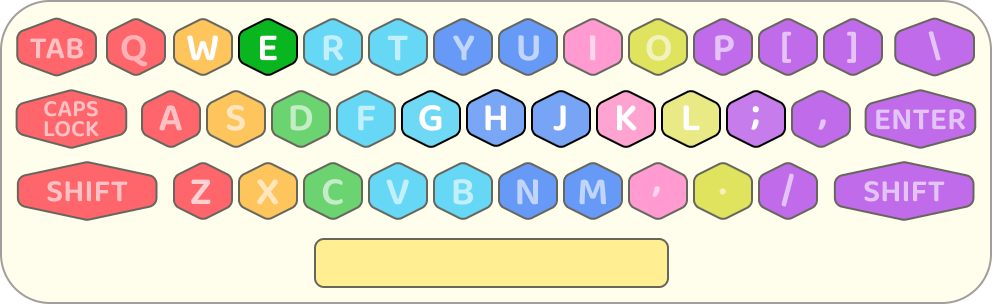 TAB Q W E R T Y U I O P [ ] \
CAPS LOCK A S D F G H J K L ; , ENTER
SHIFT Z X C V B N M , . / SHIFT